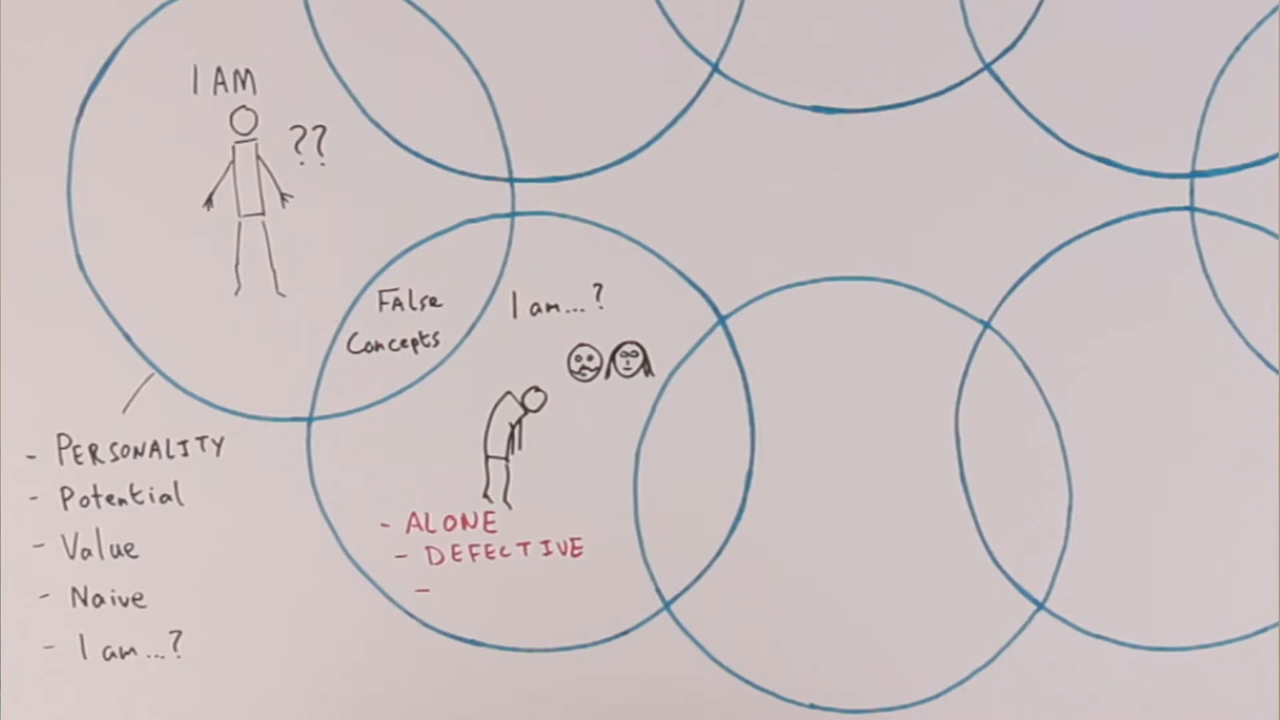 I AM
??
False
Concepts
I am...?
- ALONE
- DEFECTIVE
-
- PERSONALITY
- Potential
- Value
- Naive
- I am...?